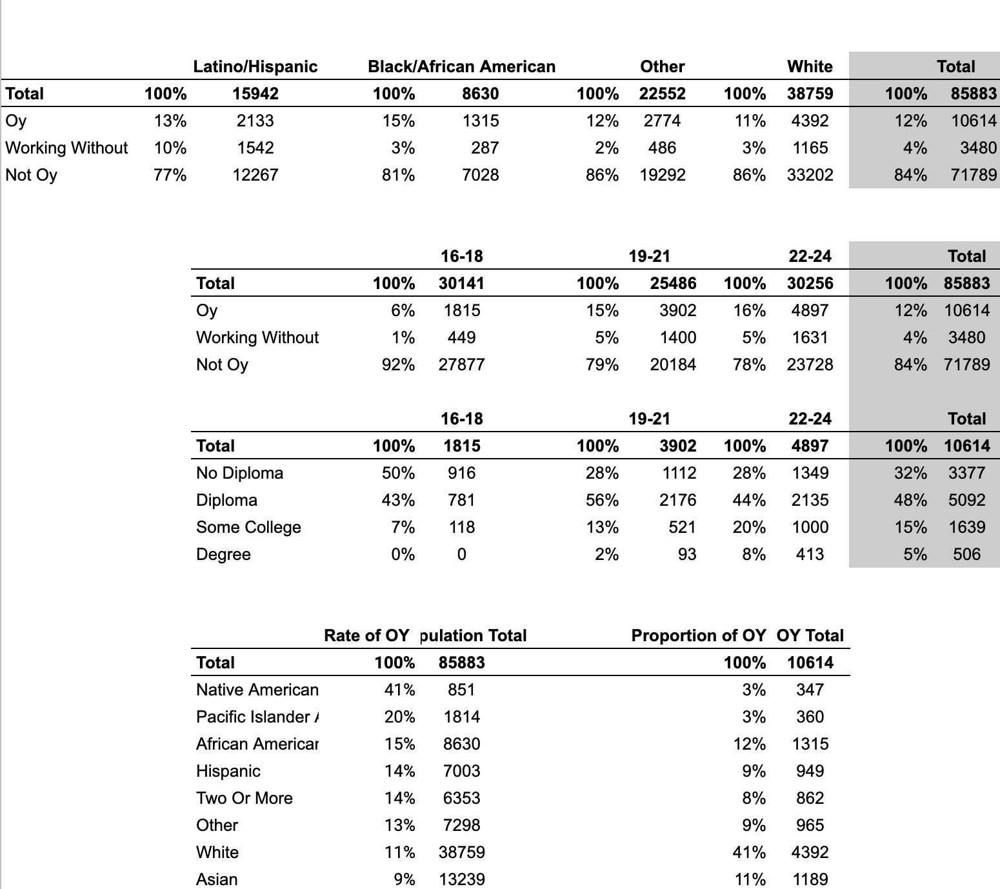 Latino/Hispanic Black/African American Other White Total
Total 100% 15942 100% 8630 100% 22552 100% 38759 100% 85883
Oy 13% 2133 15% 1315 12% 2774 11% 4392 12% 10614
Working Without 10% 1542 3% 287 2% 486 3% 1165 4% 3480
Not Oy 77% 12267 81% 7028 86% 19292 86% 33202 84% 71789
16-18 19-21 22-24 Total
Total 100% 30141 100% 25486 100% 30256 100% 85883
Oy 6% 1815 15% 3902 16% 4897 12% 10614
Working Without 1% 449 5% 1400 5% 1631 4% 3480
Not Oy 92% 27877 79% 20184 78% 23728 84% 71789
16-18 19-21 22-24 Total
Total 100% 1815 100% 3902 100% 4897 100% 10614
No Diploma 50% 916 28% 1112 28% 1349 32% 3377
Diploma 43% 781 56% 2176 44% 2135 48% 5092
Some College 7% 118 13% 521 20% 1000 15% 1639
Degree 0% 0 2% 93 8% 413 5% 506
Rate of OY pulation Total Proportion of OY OY Total
Total 100% 85883 100% 10614
Native American 41% 851 3% 347
Pacific Islander 20% 1814 3% 360
African American 15% 8630 12% 1315
Hispanic 14% 7003 9% 949
Two Or More 14% 6353 8% 862
Other 13% 7298 9% 965
White 11% 38759 41% 4392
Asian 9% 13239 11% 1189